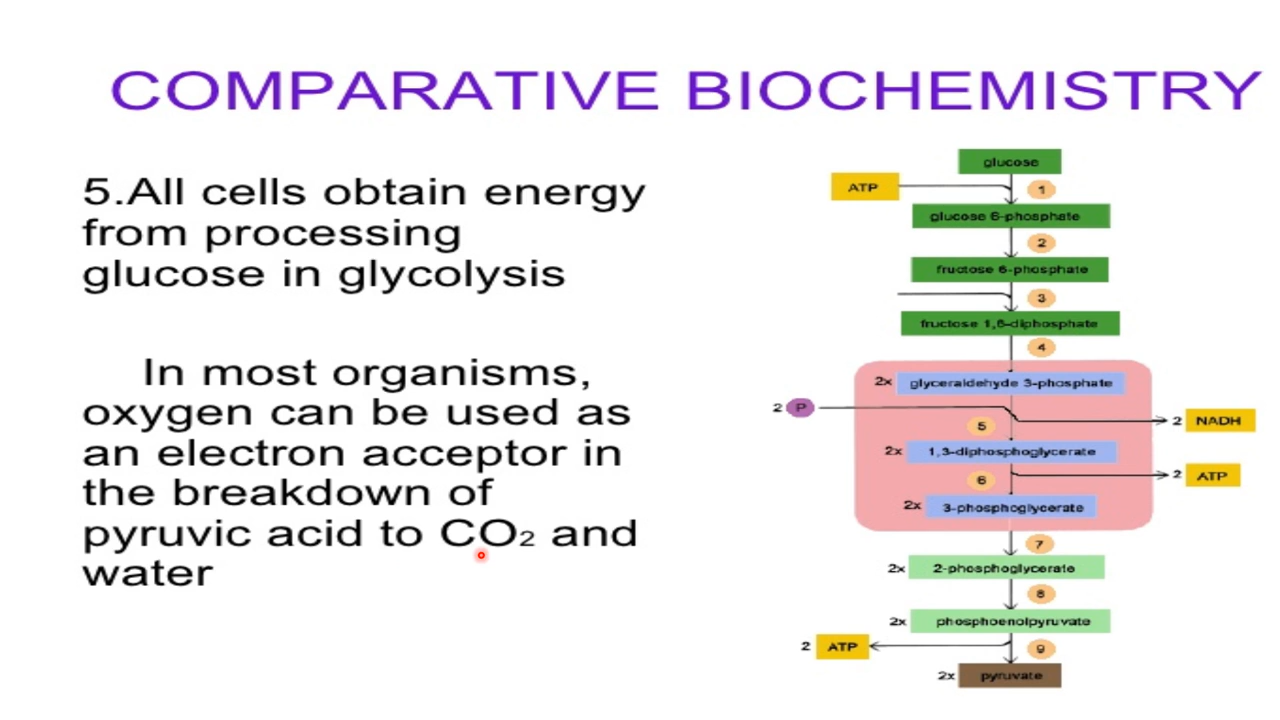 COMPARATIVE BIOCHEMISTRY
5.All cells obtain energy
from processing
glucose in glycolysis
In most organisms,
oxygen can be used as
an electron acceptor in
the breakdown of
pyruvic acid to CO₂ and
water
glucose
ATP
1
glucose 6-phosphate
2
fructose 6-phosphate
3
fructose 1,6-diphosphate
4
2x glyceraldehyde 3-phosphate
2 P
2 NADH
5
2x 1,3-diphosphoglycerate
6
2 ATP
2x 3-phosphoglycerate
7
2x 2-phosphoglycerate
8
2x phosphoenolpyruvate
2 ATP
9
2x pyruvate